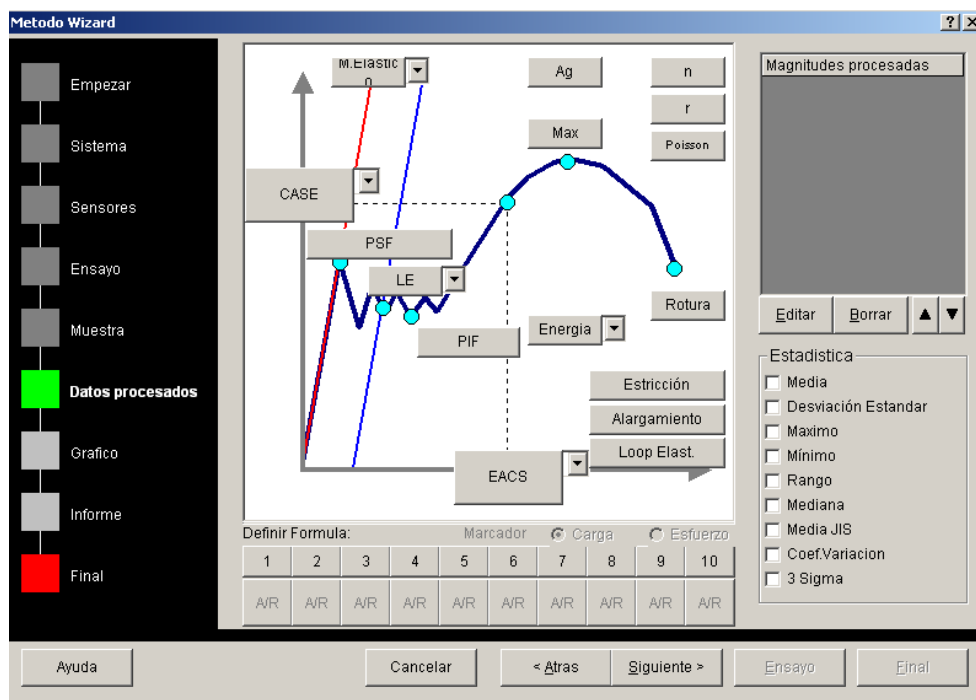 Metodo Wizard
Empezar
Sistema
Sensores
Ensayo
Muestra
Datos procesados
Grafico
Informe
Final
M.Elastic
o
Ag
n
r
Max
Poisson
CASE
PSF
LE
PIF
Energia
Rotura
Estricción
Alargamiento
Loop Elast.
EACS
Definir Formula:
Marcador
Carga
Esfuerzo
1 2 3 4 5 6 7 8 9 10
A/R A/R A/R A/R A/R A/R A/R A/R A/R A/R
Magnitudes procesadas
Editar
Borrar
Estadistica
Media
Desviación Estandar
Maximo
Mínimo
Rango
Mediana
Media JIS
Coef.Variacion
3 Sigma
Ayuda
Cancelar
< Atras
Siguiente >
Ensayo
Final